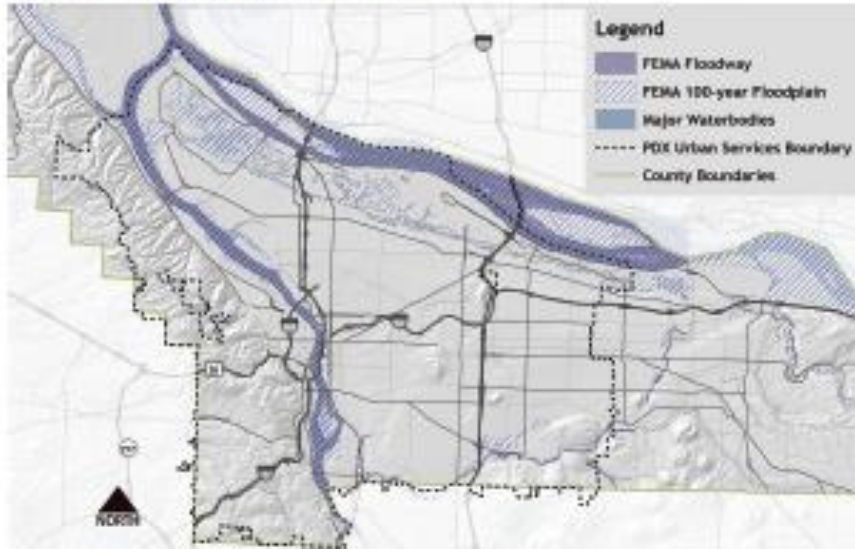 Legend
FEMA Floodway
FEMA 100-year Floodplain
Major Waterbodies
PDX Urban Services Boundary
County Boundaries
NORTH